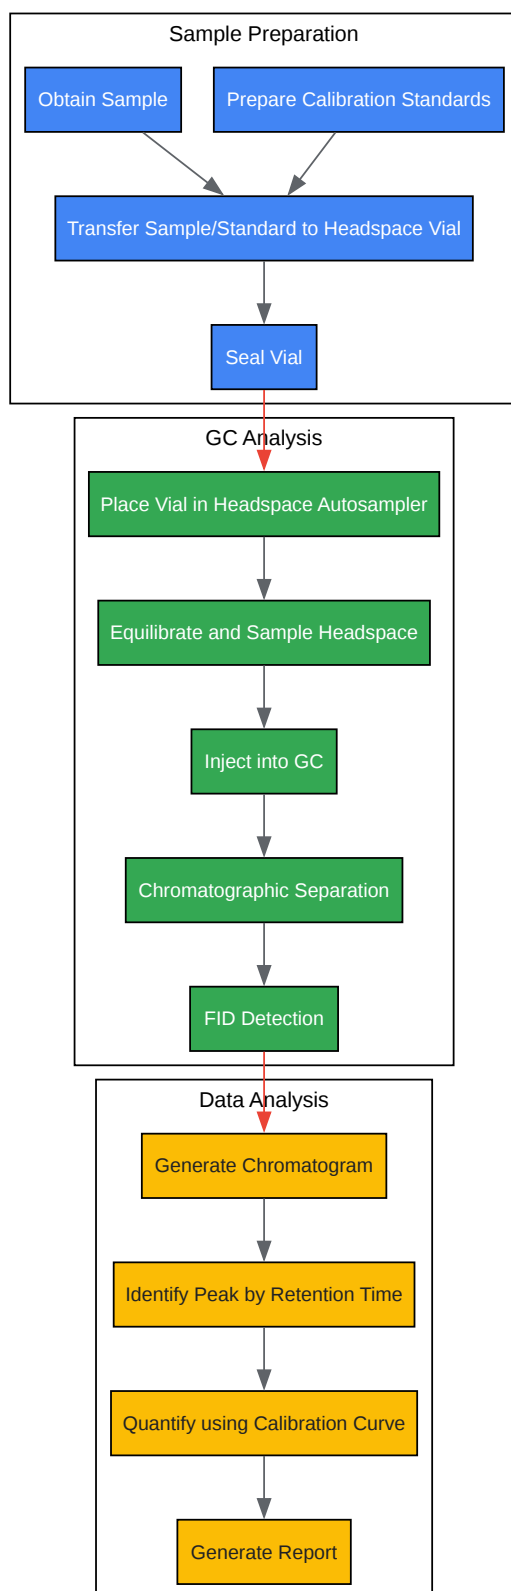 Sample Preparation
Obtain Sample
Prepare Calibration Standards
Transfer Sample/Standard to Headspace Vial
Seal Vial
GC Analysis
Place Vial in Headspace Autosampler
Equilibrate and Sample Headspace
Inject into GC
Chromatographic Separation
FID Detection
Data Analysis
Generate Chromatogram
Identify Peak by Retention Time
Quantify using Calibration Curve
Generate Report